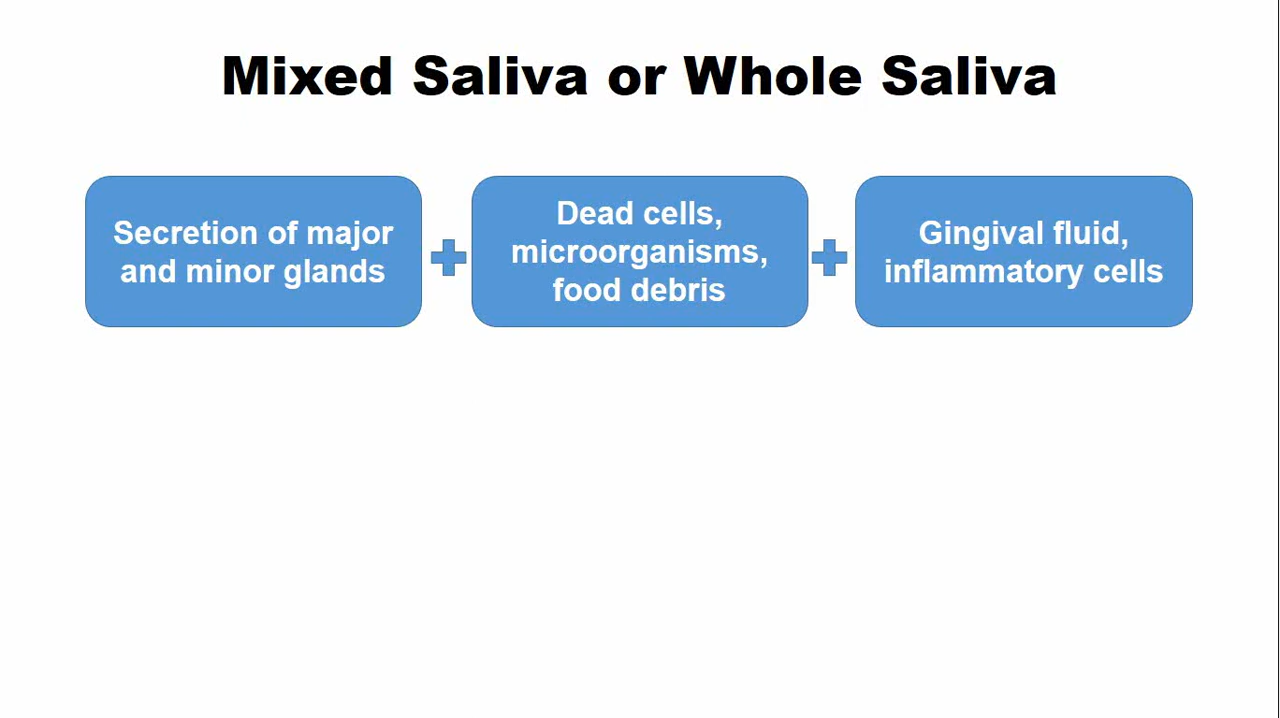 Mixed Saliva or Whole Saliva
Secretion of major
and minor glands
Dead cells,
microorganisms,
food debris
Gingival fluid,
inflammatory cells